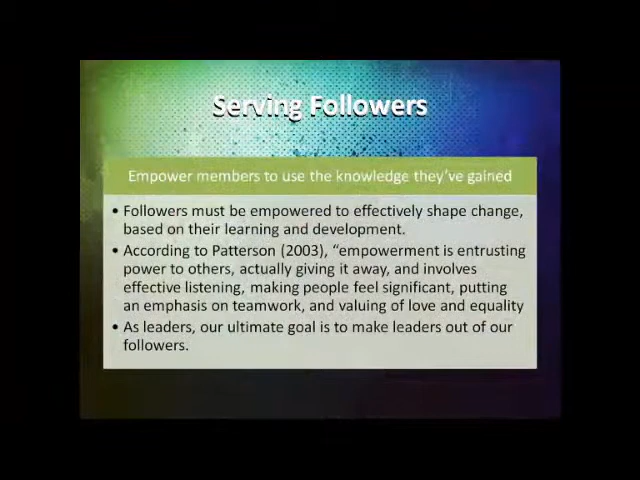 Serving Followers
Empower members to use the knowledge they've gained
• Followers must be empowered to effectively shape change,
based on their learning and development.
• According to Patterson (2003), “empowerment is entrusting
power to others, actually giving it away, and involves
effective listening, making people feel significant, putting
an emphasis on teamwork, and valuing of love and equality
• As leaders, our ultimate goal is to make leaders out of our
followers.